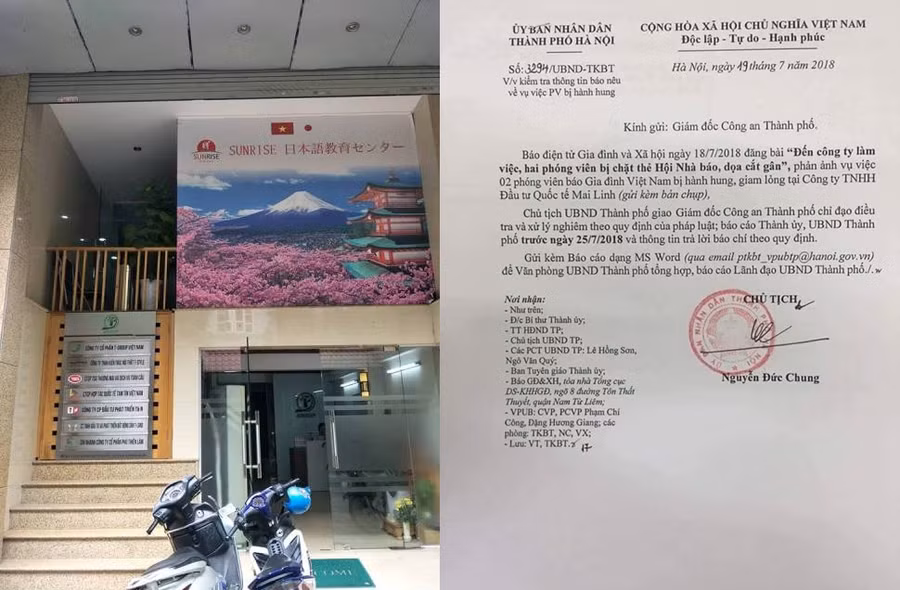 SUNRISE
SUNRISE 日本語教育センター
CÔNG TY CỔ PHẦN T-GROUP VIỆT NAM
COME
ỦY BAN NHÂN DÂN
THÀNH PHỐ HÀ NỘI
Số: 3294/UBND-TKBT
V/v kiểm tra thông tin báo nêu
về vụ việc PV bị hành hung
CỘNG HÒA XÃ HỘI CHỦ NGHĨA VIỆT NAM
Độc lập - Tự do - Hạnh phúc
Hà Nội, ngày 19 tháng 7 năm 2018
Kính gửi: Giám đốc Công an Thành phố.
Báo điện tử Gia đình và Xã hội ngày 18/7/2018 đăng bài “Đến công ty làm
việc, hai phóng viên bị chặt thẻ Hội Nhà báo, dọa cắt gân”, phản ánh vụ việc
02 phóng viên báo Gia đình Việt Nam bị hành hung, giam lỏng tại Công ty TNHH
Đầu tư Quốc tế Mai Linh (gửi kèm bản chụp),
Chủ tịch UBND Thành phố giao Giám đốc Công an Thành phố chỉ đạo điều
tra và xử lý nghiêm theo quy định của pháp luật; báo cáo Thành ủy, UBND Thành
phố trước ngày 25/7/2018 và thông tin trả lời báo chí theo quy định.
Gửi kèm Báo cáo dạng MS Word (qua email ptkbt_vpubtp@hanoi.gov.vn)
để Văn phòng UBND Thành phố tổng hợp, báo cáo Lãnh đạo UBND Thành phố./.
Nơi nhận:
- Như trên;
- Đ/c Bí thư Thành ủy;
- TT HĐND TP;
- Chủ tịch UBND TP;
- Các PCT UBND TP: Lê Hồng Sơn,
Ngô Văn Quý;
- Ban Tuyên giáo Thành ủy;
- Báo GĐ&XH, tòa nhà Tổng cục
DS-KHHGĐ, ngõ 8 đường Tôn Thất
Thuyết, quận Nam Từ Liêm;
- VPUB: CVP, PCVP Phạm Chí
Công, Đặng Hương Giang; các
phòng: TKBT, NC, VX;
- Lưu: VT, TKBT.
CHỦ TỊCH
Nguyễn Đức Chung